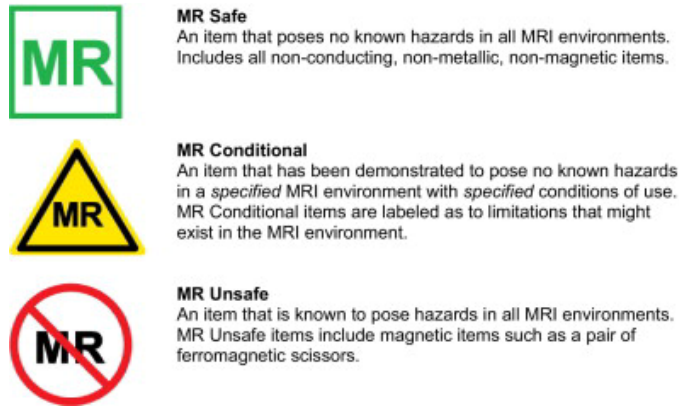 MR
MR Safe
An item that poses no known hazards in all MRI environments.
Includes all non-conducting, non-metallic, non-magnetic items.
MR
MR Conditional
An item that has been demonstrated to pose no known hazards
in a specified MRI environment with specified conditions of use.
MR Conditional items are labeled as to limitations that might
exist in the MRI environment.
MR
MR Unsafe
An item that is known to pose hazards in all MRI environments.
MR Unsafe items include magnetic items such as a pair of
ferromagnetic scissors.